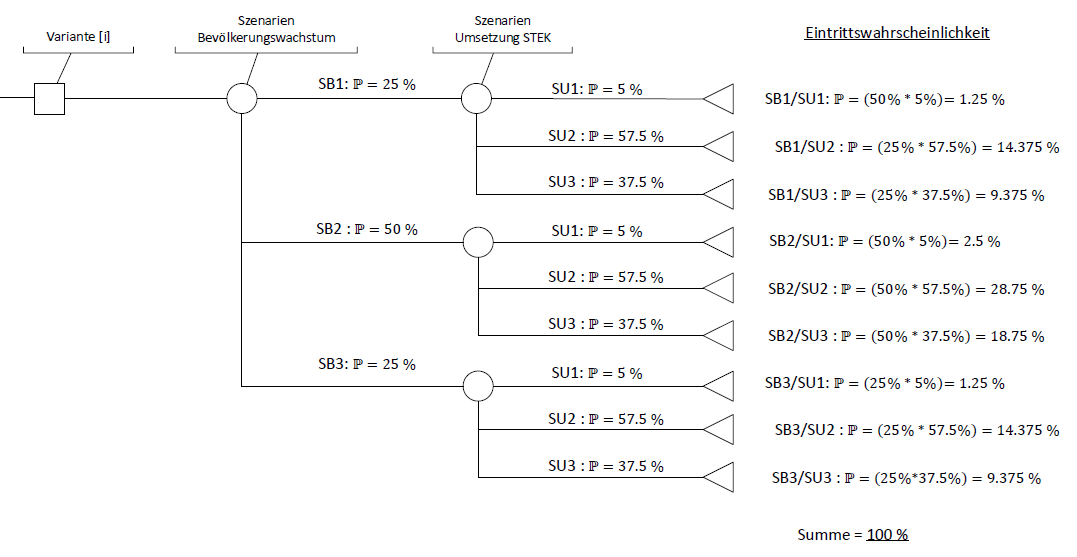 Variante [i]
Szenarien
Bevölkerungswachstum
Szenarien
Umsetzung STEK
Eintrittswahrscheinlichkeit
SB1: ℙ = 25 %
SU1: ℙ = 5 %
SB1/SU1: ℙ = (50% * 5%)= 1.25 %
SU2 : ℙ = 57.5 %
SB1/SU2 : ℙ = (25% * 57.5%) = 14.375 %
SU3 : ℙ = 37.5 %
SB1/SU3 : ℙ = (25% * 37.5%) = 9.375 %
SB2 : ℙ = 50 %
SU1: ℙ = 5 %
SB2/SU1: ℙ = (50% * 5%)= 2.5 %
SU2 : ℙ = 57.5 %
SB2/SU2 : ℙ = (50% * 57.5%) = 28.75 %
SU3 : ℙ = 37.5 %
SB2/SU3 : ℙ = (50% * 37.5%) = 18.75 %
SB3: ℙ = 25 %
SU1: ℙ = 5 %
SB3/SU1: ℙ = (25% * 5%)= 1.25 %
SU2 : ℙ = 57.5 %
SB3/SU2 : ℙ = (25% * 57.5%) = 14.375 %
SU3 : ℙ = 37.5 %
SB3/SU3 : ℙ = (25%*37.5%) = 9.375 %
Summe = 100 %